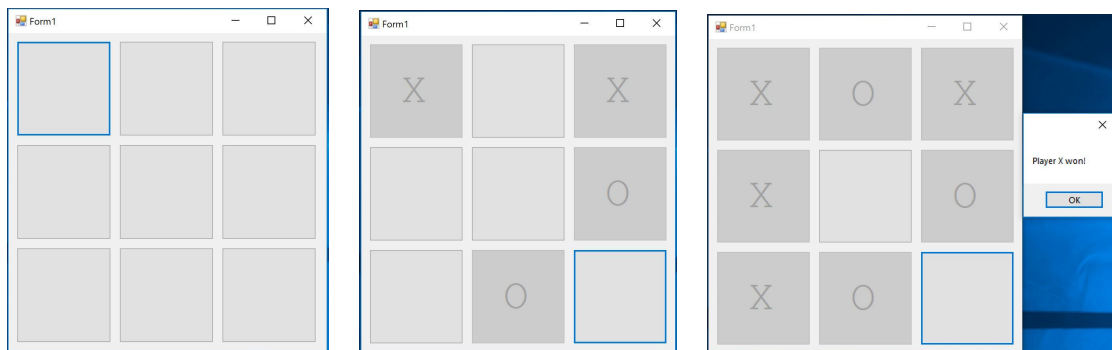 Form1
Form1
X X
O
O
Form1
X O X
X O
X O
Player X won!
OK